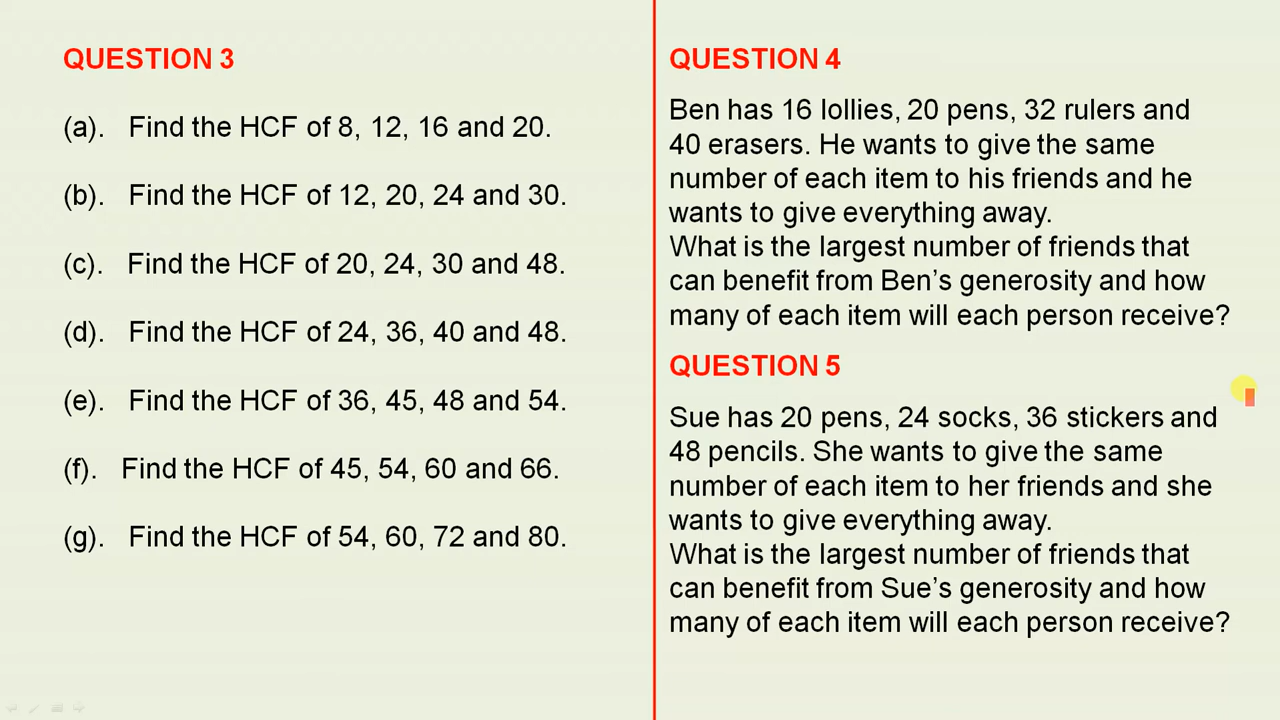 QUESTION 3
(a). Find the HCF of 8, 12, 16 and 20.
(b). Find the HCF of 12, 20, 24 and 30.
(c). Find the HCF of 20, 24, 30 and 48.
(d). Find the HCF of 24, 36, 40 and 48.
(e). Find the HCF of 36, 45, 48 and 54.
(f). Find the HCF of 45, 54, 60 and 66.
(g). Find the HCF of 54, 60, 72 and 80.
QUESTION 4
Ben has 16 lollies, 20 pens, 32 rulers and
40 erasers. He wants to give the same
number of each item to his friends and he
wants to give everything away.
What is the largest number of friends that
can benefit from Ben’s generosity and how
many of each item will each person receive?
QUESTION 5
Sue has 20 pens, 24 socks, 36 stickers and
48 pencils. She wants to give the same
number of each item to her friends and she
wants to give everything away.
What is the largest number of friends that
can benefit from Sue’s generosity and how
many of each item will each person receive?